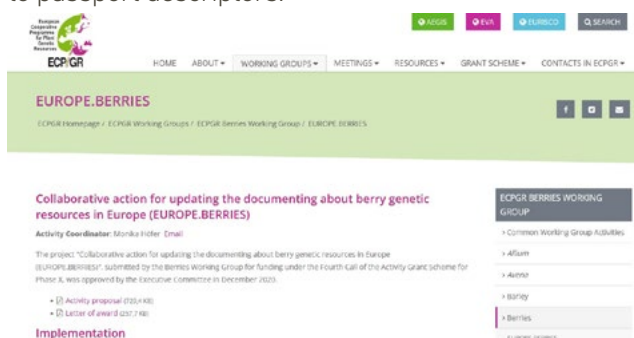 to passport descriptors.
European
Cooperative
Programme
for Plant
Genetic
Resources
ECPGR
AEGIS
EVA
EURISCO
SEARCH
HOME
ABOUT
WORKING GROUPS
MEETINGS
RESOURCES
GRANT SCHEME
CONTACTS IN ECPGR
EUROPE.BERRIES
ECPGR Homepage / ECPGR Working Groups / ECPGR Berries Working Group / EUROPE.BERRIES
Collaborative action for updating the documenting about berry genetic
resources in Europe (EUROPE.BERRIES)
Activity Coordinator: Monika Höfer Email
The project "Collaborative action for updating the documenting about berry genetic resources in Europe
(EUROPE.BERRIES)", submitted by the Berries Working Group for funding under the Fourth Call of the Activity Grant Scheme for
Phase X, was approved by the Executive Committee in December 2020.
Activity proposal (729,4 KB)
Letter of award (237,7 KB)
Implementation
ECPGR BERRIES WORKING
GROUP
› Common Working Group Activities
› Allium
› Avena
› Barley
› Berries
EUROPE.BERRIES